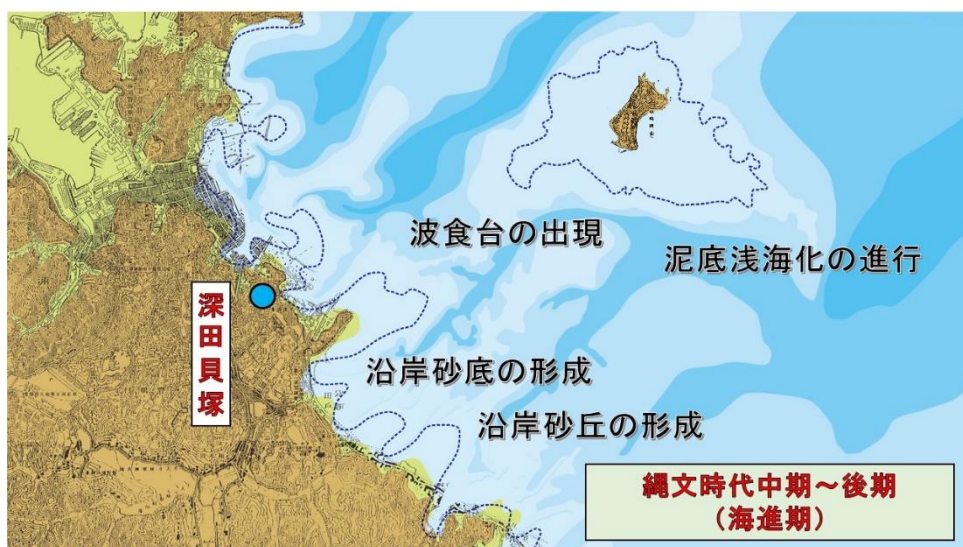 波食台の出現
泥底浅海化の進行
深田貝塚
沿岸砂底の形成
沿岸砂丘の形成
縄文時代中期~後期
(海進期)